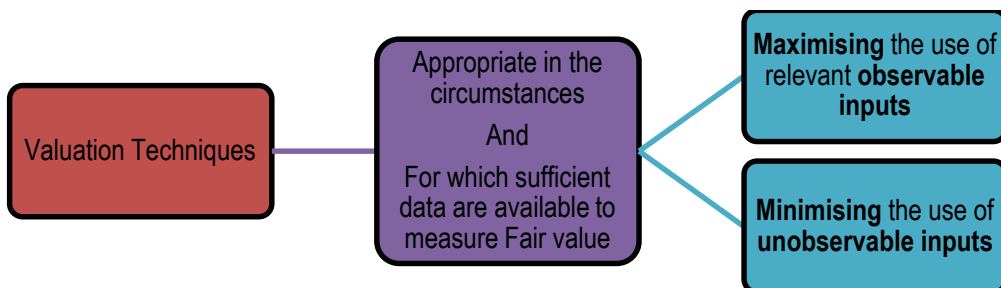 Valuation Techniques
Appropriate in the
circumstances
And
For which sufficient
data are available to
measure Fair value
Maximising the use of
relevant observable
inputs
Minimising the use of
unobservable inputs